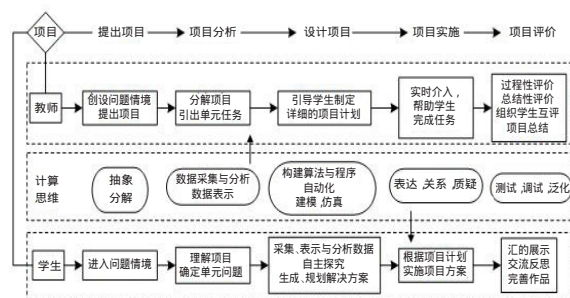 项目 提出项目 项目分析 设计项目 项目实施 项目评价
教师
创设问题情境
提出项目
分解项目
引出单元任务
引导学生制定
详细的项目计划
实时介入，
帮助学生
完成任务
过程性评价
总结性评价
组织学生互评
项目总结
计算
思维
抽象
分解
数据采集与分析
数据表示
构建算法与程序
自动化
建模 ,仿真
表达 ,关系 ,质疑
测试 ,调试 ,泛化
学生
进入问题情境
理解项目
确定单元问题
采集、表示与分析数据
自主探究
生成、规划解决方案
根据项目计划
实施项目方案
汇的展示
交流反思
完善作品